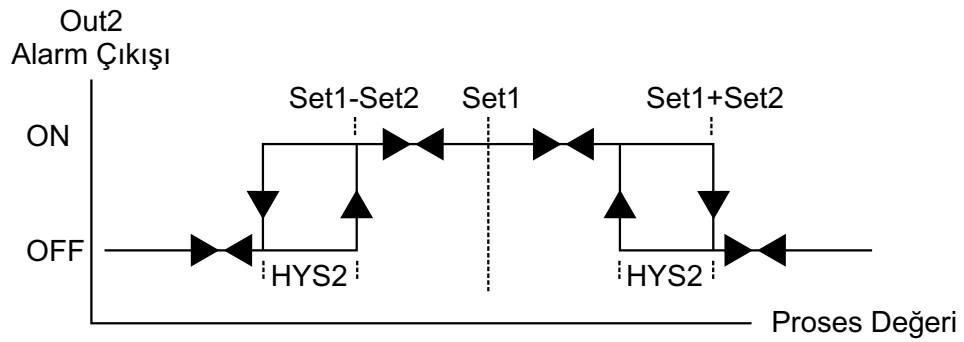 Out2
Alarm Çıkışı
Set1-Set2 Set1 Set1+Set2
ON
OFF
HYS2 HYS2
Proses Değeri